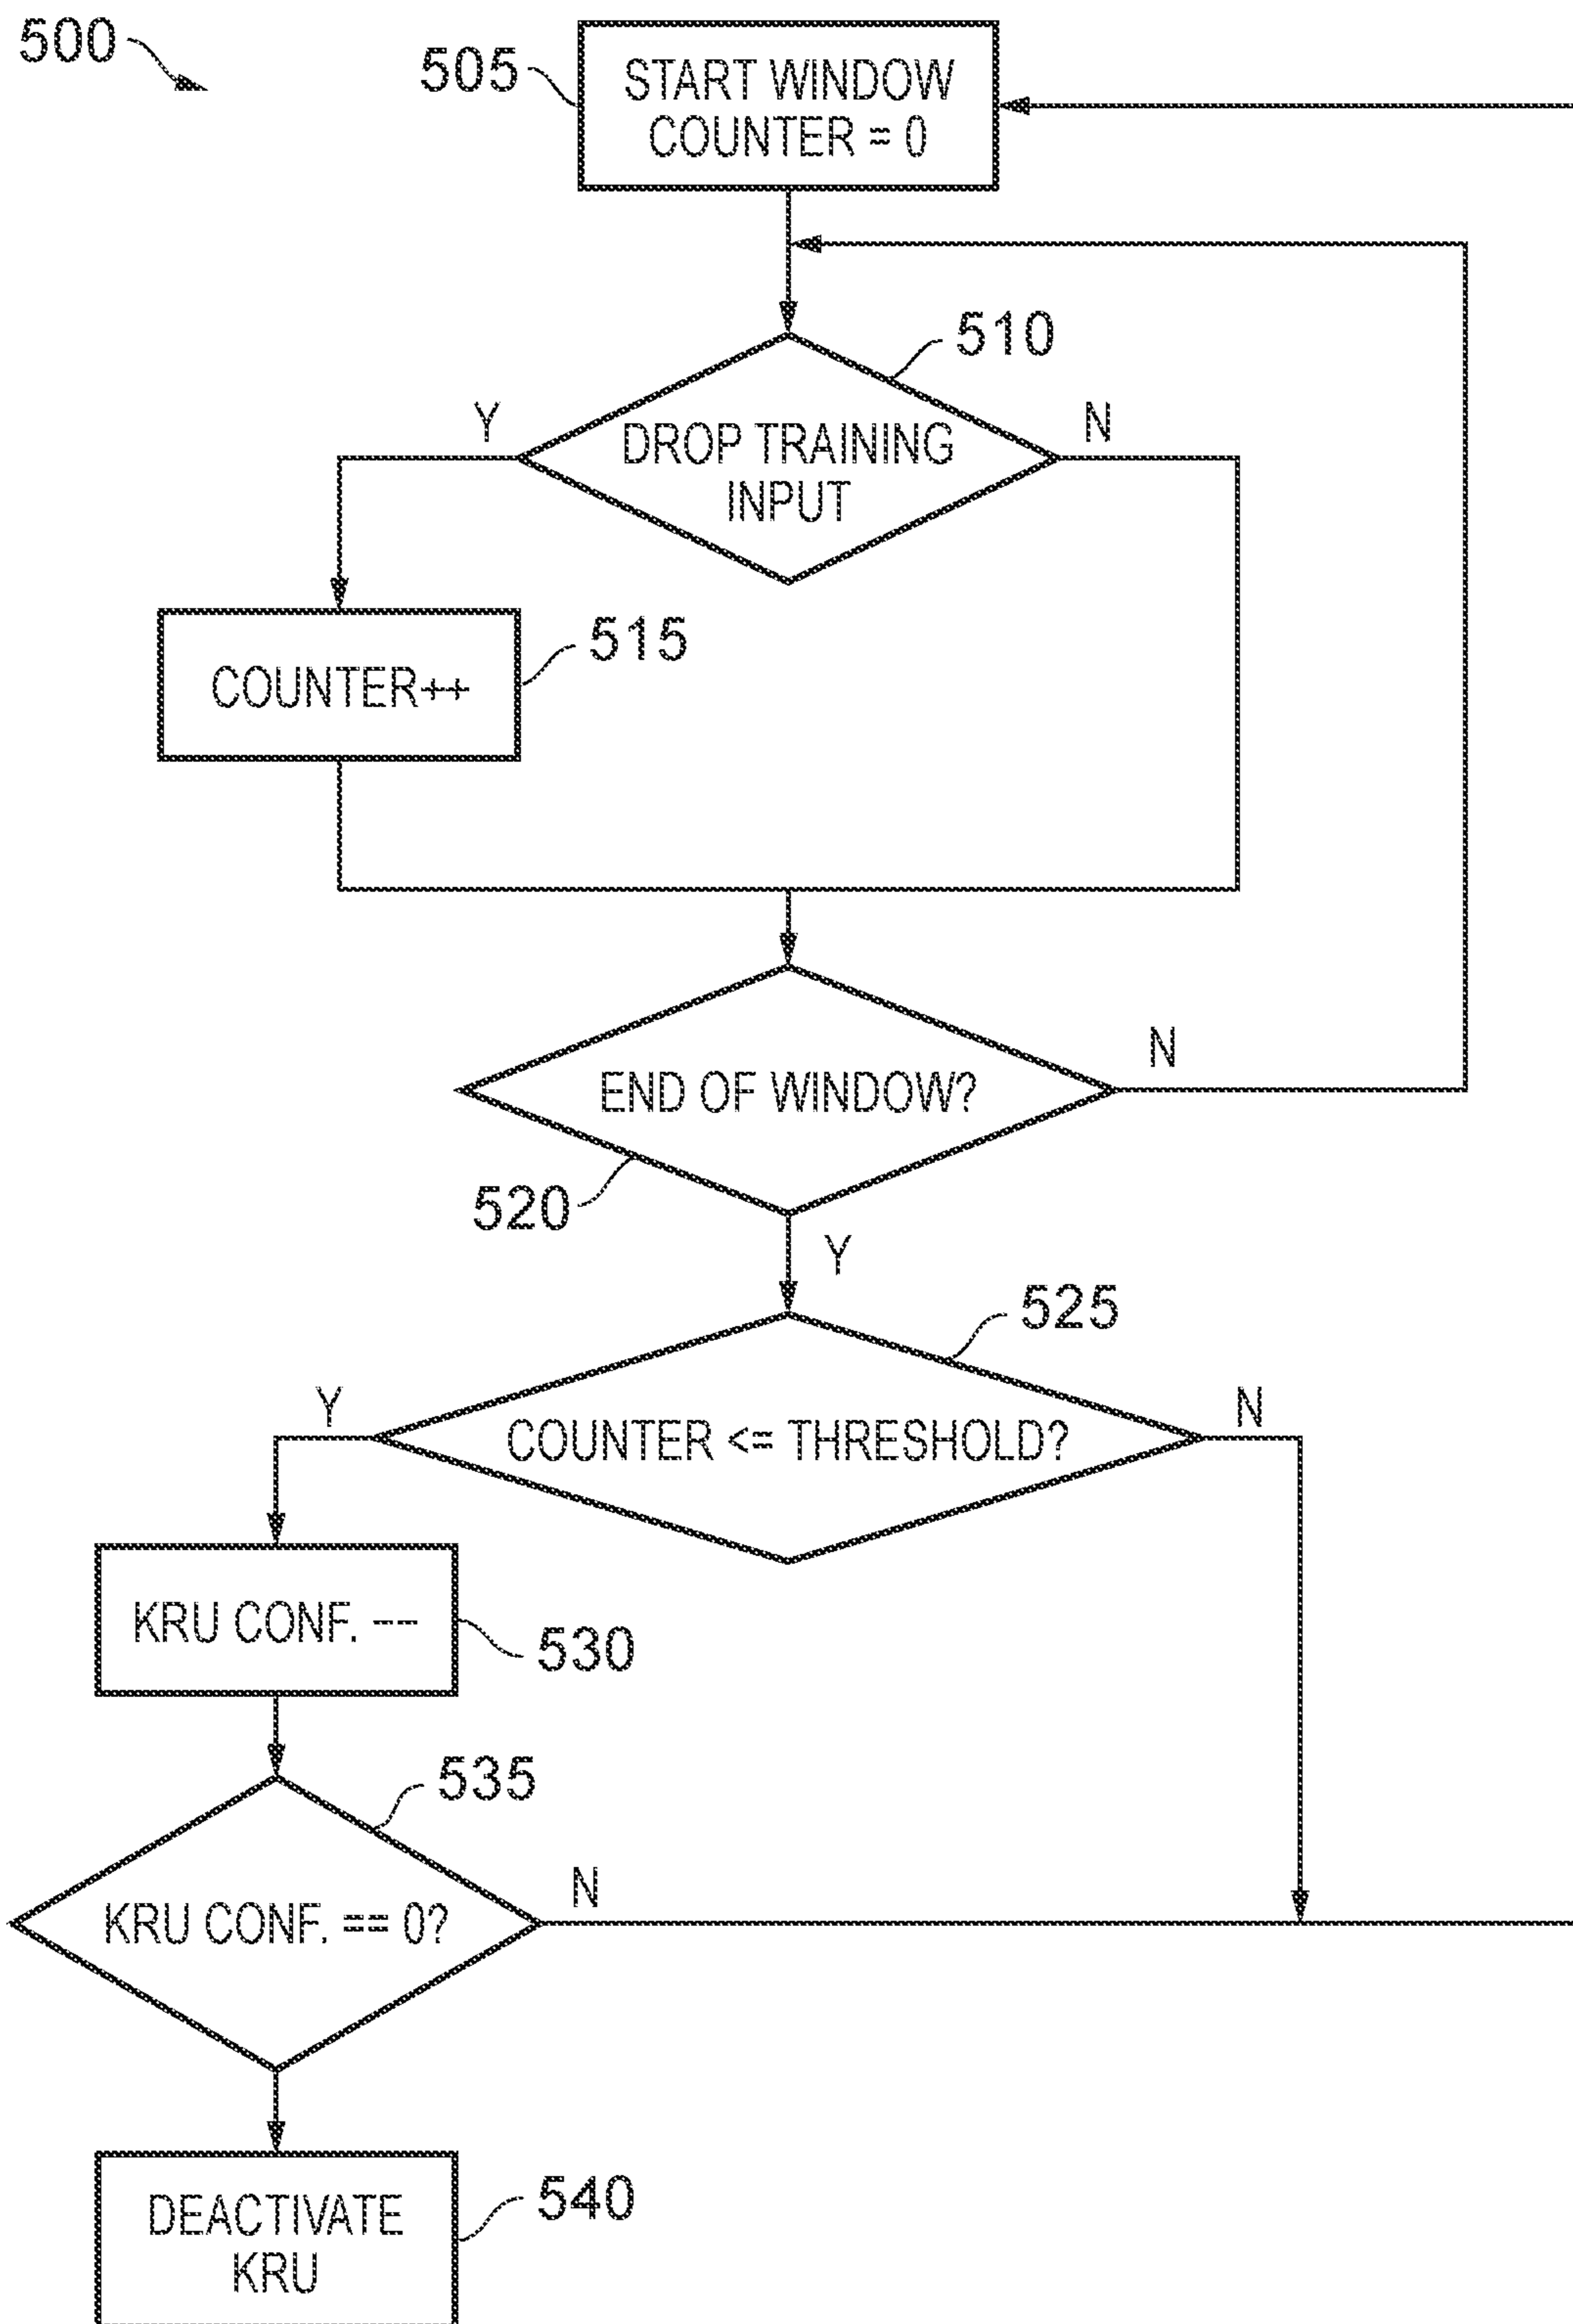 500
505
START WINDOW
COUNTER = 0
510
Y
N
DROP TRAINING
INPUT
515
COUNTER++
N
END OF WINDOW?
520
Y
525
Y
N
COUNTER <= THRESHOLD?
KRU CONF. --
530
535
N
KRU CONF. == 0?
540
DEACTIVATE
KRU